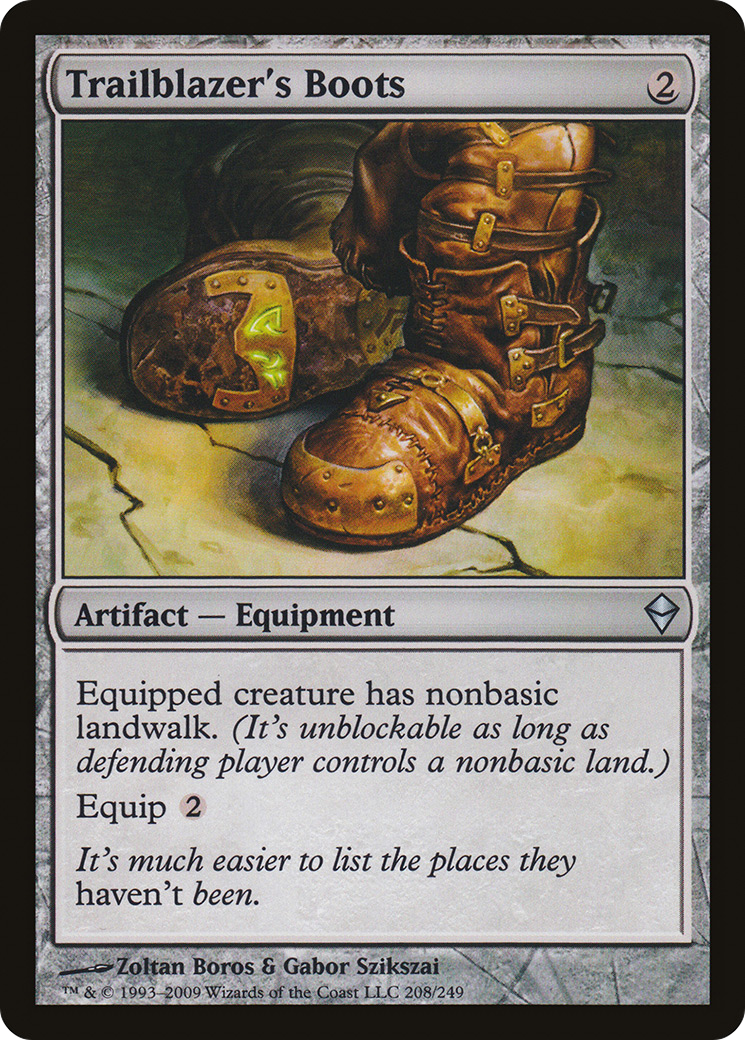 Trailblazer's Boots 2
Artifact — Equipment
Equipped creature has nonbasic
landwalk. (It's unblockable as long as
defending player controls a nonbasic land.)
Equip 2
It's much easier to list the places they
haven't been.
Zoltan Boros & Gabor Szikszai
™ & © 1993–2009 Wizards of the Coast LLC 208/249